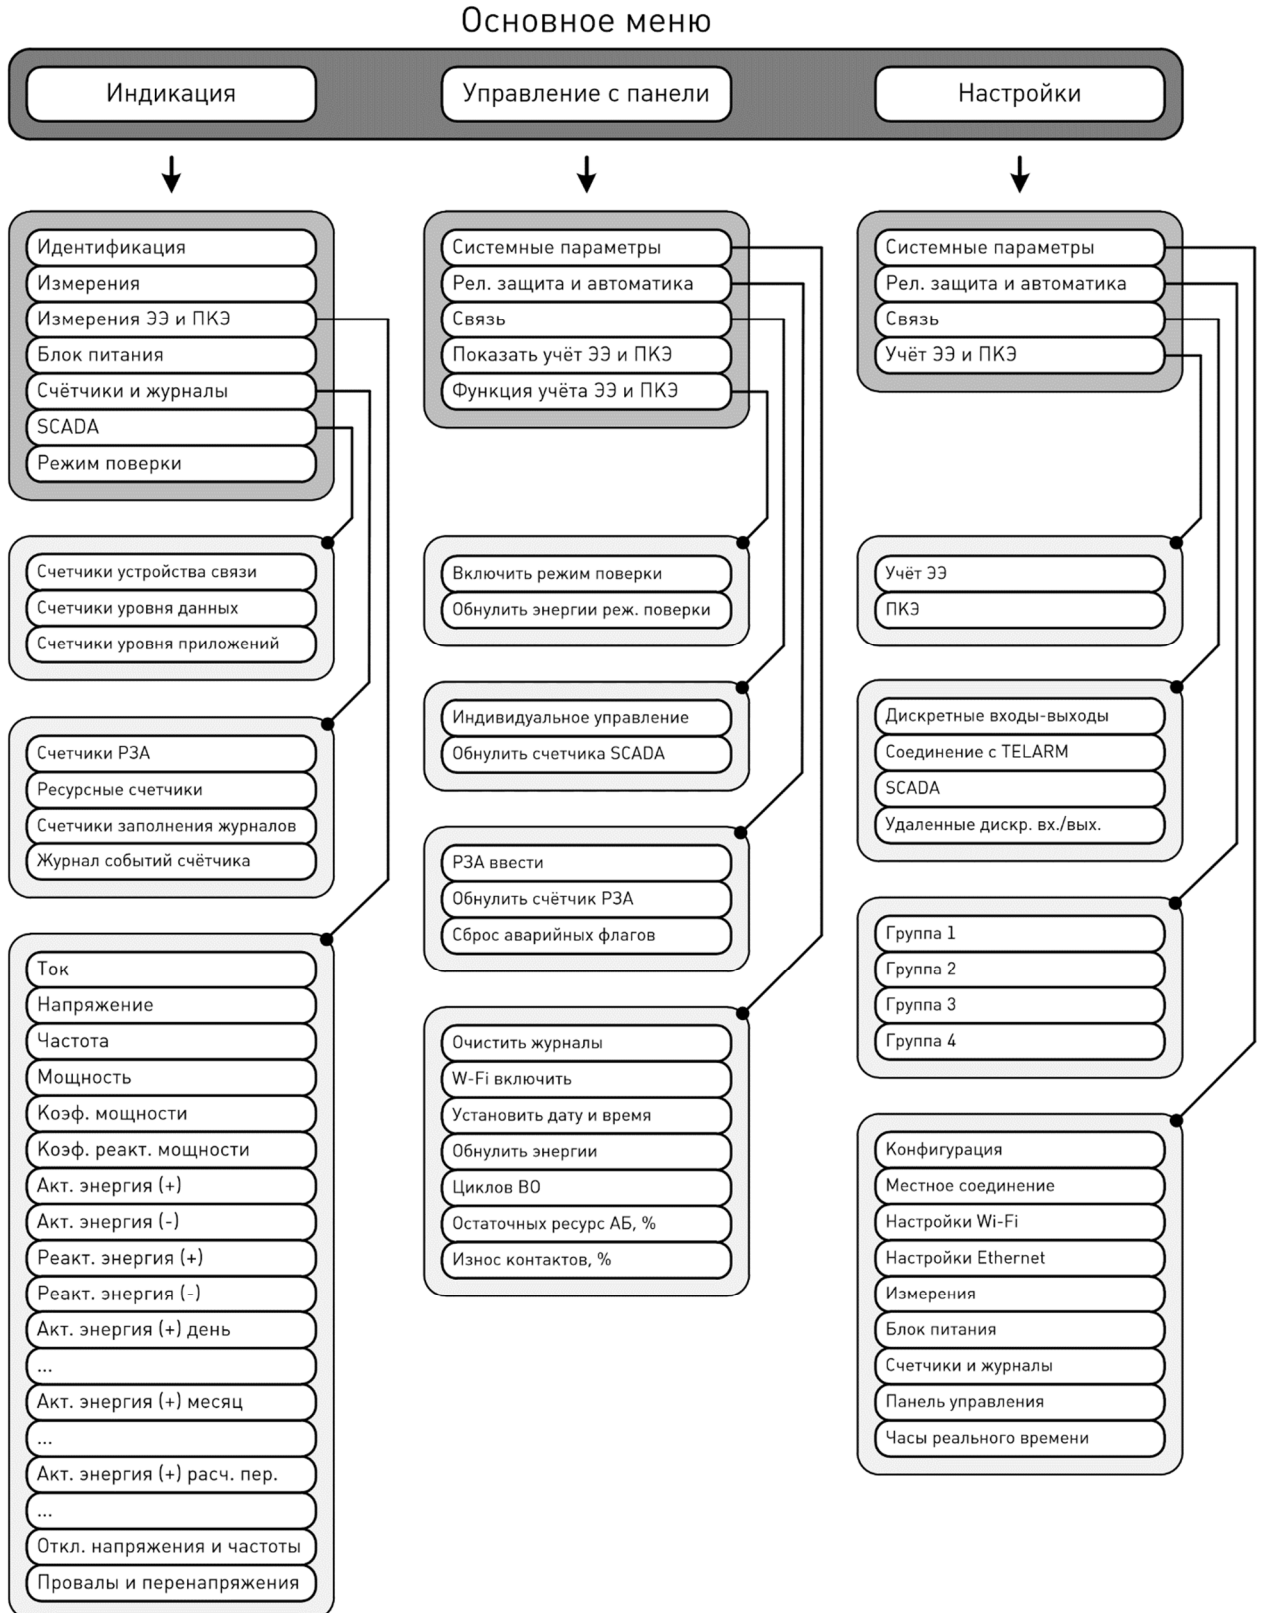 Основное меню
Индикация
Управление с панели
Настройки
Идентификация
Измерения
Измерения ЭЭ и ПКЭ
Блок питания
Счётчики и журналы
SCADA
Режим поверки
Счетчики устройства связи
Счетчики уровня данных
Счетчики уровня приложений
Счетчики РЗА
Ресурсные счетчики
Счетчики заполнения журналов
Журнал событий счётчика
Ток
Напряжение
Частота
Мощность
Коэф. мощности
Коэф. реакт. мощности
Акт. энергия (+)
Акт. энергия (-)
Реакт. энергия (+)
Реакт. энергия (-)
Акт. энергия (+) день
...
Акт. энергия (+) месяц
...
Акт. энергия (+) расч. пер.
...
Откл. напряжения и частоты
Провалы и перенапряжения
Системные параметры
Рел. защита и автоматика
Связь
Показать учёт ЭЭ и ПКЭ
Функция учёта ЭЭ и ПКЭ
Включить режим поверки
Обнулить энергии реж. поверки
Индивидуальное управление
Обнулить счетчика SCADA
РЗА ввести
Обнулить счётчик РЗА
Сброс аварийных флагов
Очистить журналы
W-Fi включить
Установить дату и время
Обнулить энергии
Циклов ВО
Остаточных ресурс АБ, %
Износ контактов, %
Системные параметры
Рел. защита и автоматика
Связь
Учёт ЭЭ и ПКЭ
Учёт ЭЭ
ПКЭ
Дискретные входы-выходы
Соединение с TELARM
SCADA
Удаленные дискр. вх./вых.
Группа 1
Группа 2
Группа 3
Группа 4
Конфигурация
Местное соединение
Настройки Wi-Fi
Настройки Ethernet
Измерения
Блок питания
Счетчики и журналы
Панель управления
Часы реального времени